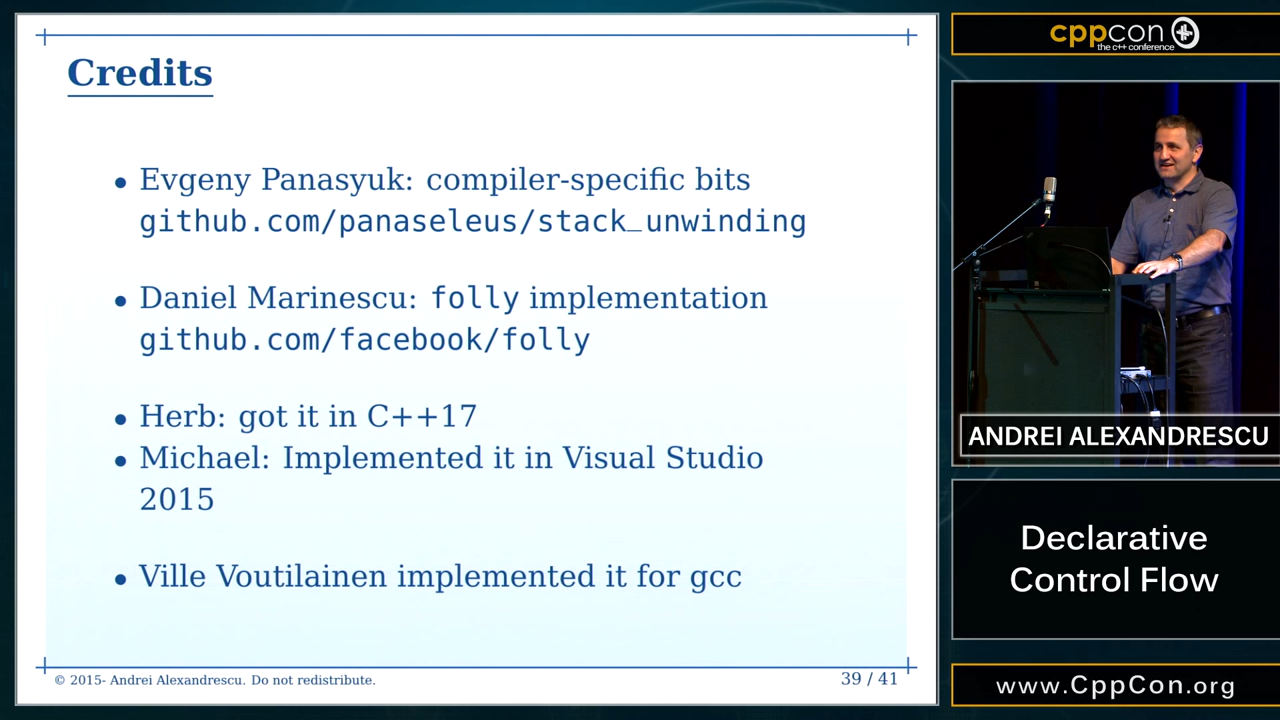 Credits
• Evgeny Panasyuk: compiler-specific bits
github.com/panaseleus/stack_unwinding
• Daniel Marinescu: folly implementation
github.com/facebook/folly
• Herb: got it in C++17
• Michael: Implemented it in Visual Studio
2015
• Ville Voutilainen implemented it for gcc
© 2015- Andrei Alexandrescu. Do not redistribute.
39 / 41
cppcon
the c++ conference
ANDREI ALEXANDRESCU
Declarative
Control Flow
www.CppCon.org